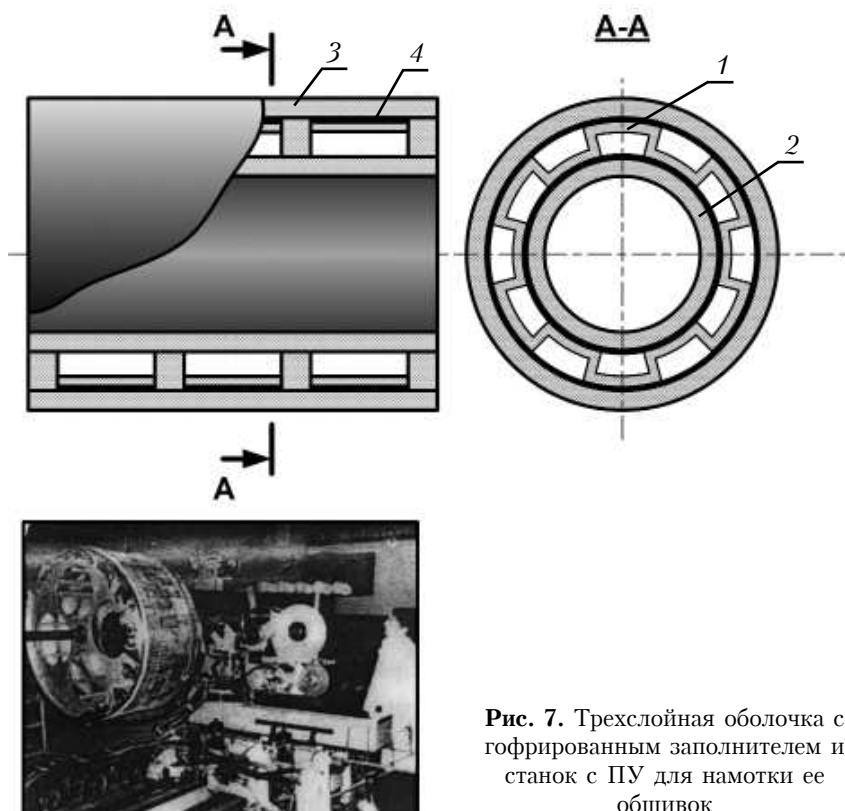 А
А-А
3
4
1
2
А
Рис. 7. Трехслойная оболочка с
гофрированным заполнителем и
станок с ПУ для намотки ее
обшивок